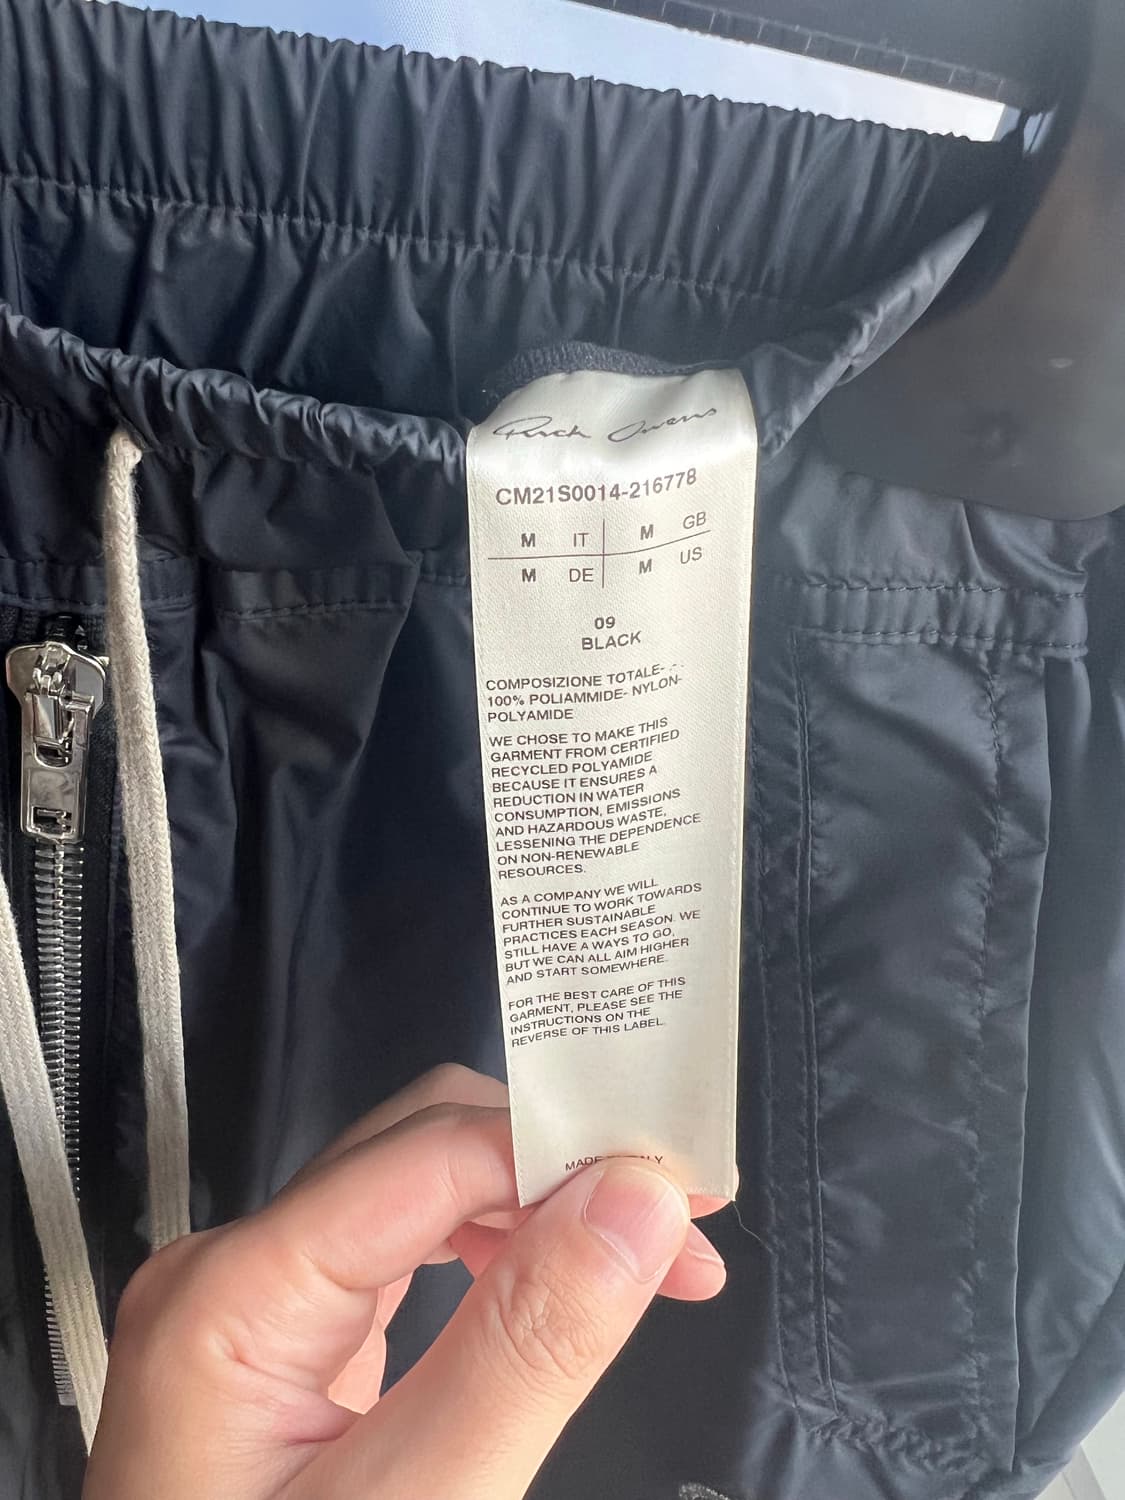 Rick Owens
CM21S0014-216778
M IT M GB
M DE M US
09
BLACK
COMPOSIZIONE TOTALE-
100% POLIAMMIDE- NYLON-
POLYAMIDE
WE CHOSE TO MAKE THIS
GARMENT FROM CERTIFIED
RECYCLED POLYAMIDE
BECAUSE IT ENSURES A
REDUCTION IN WATER
CONSUMPTION, EMISSIONS
AND HAZARDOUS WASTE,
LESSENING THE DEPENDENCE
ON NON-RENEWABLE
RESOURCES.
AS A COMPANY WE WILL
CONTINUE TO WORK TOWARDS
FURTHER SUSTAINABLE
PRACTICES EACH SEASON. WE
STILL HAVE A WAYS TO GO,
BUT WE CAN ALL AIM HIGHER
AND START SOMEWHERE.
FOR THE BEST CARE OF THIS
GARMENT, PLEASE SEE THE
INSTRUCTIONS ON THE
REVERSE OF THIS LABEL.
MADE